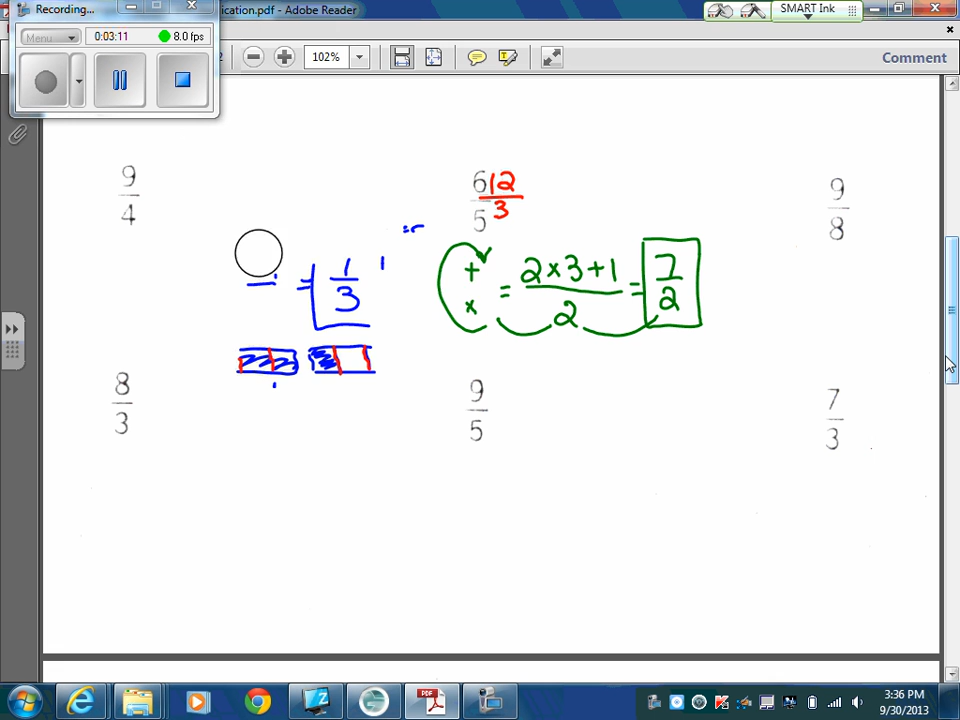 Recording...
ication.pdf - Adobe Reader
SMART Ink
Menu
0:03:11
8.0 fps
2
102%
Comment
9/4
6/5
12/3
9/8
= 1/3
+
×
= 2×3+1/2 = 7/2
8/3
9/5
7/3
3:36 PM
9/30/2013